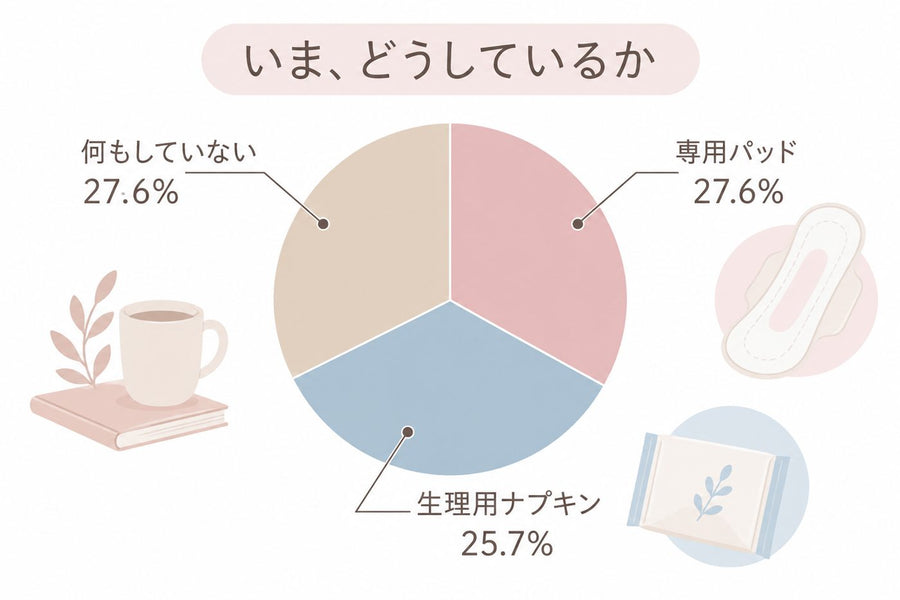 いま、どうしているか
何もしていない
27.6%
専用パッド
27.6%
生理用ナプキン
25.7%